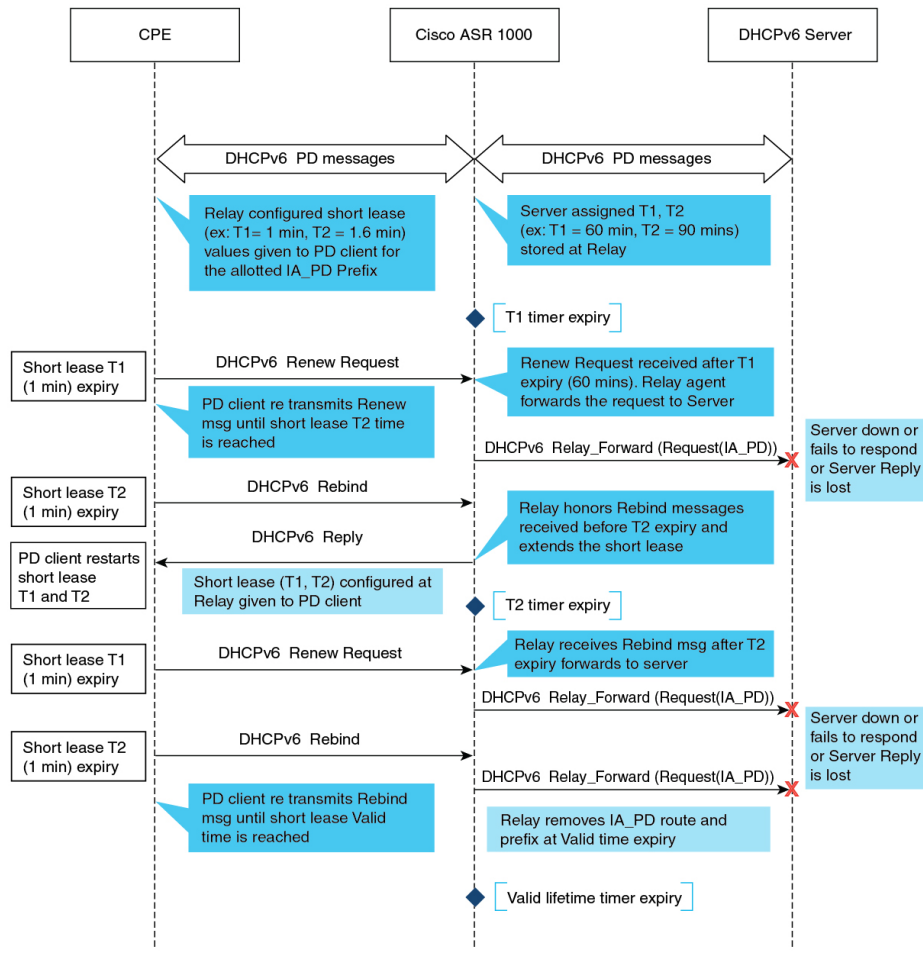 CPE
Cisco ASR 1000
DHCPv6 Server
DHCPv6 PD messages
DHCPv6 PD messages
Relay configured short lease
(ex: T1= 1 min, T2 = 1.6 min)
values given to PD client for
the allotted IA_PD Prefix
Server assigned T1, T2
(ex: T1 = 60 min, T2 = 90 mins)
stored at Relay
T1 timer expiry
Short lease T1
(1 min) expiry
DHCPv6 Renew Request
Renew Request received after T1
expiry (60 mins). Relay agent
forwards the request to Server
PD client re transmits Renew
msg until short lease T2 time
is reached
DHCPv6 Relay_Forward (Request(IA_PD))
Server down or
fails to respond
or Server Reply
is lost
Short lease T2
(1 min) expiry
DHCPv6 Rebind
Relay honors Rebind messages
received before T2 expiry and
extends the short lease
DHCPv6 Reply
PD client restarts
short lease
T1 and T2
Short lease (T1, T2) configured at
Relay given to PD client
T2 timer expiry
Short lease T1
(1 min) expiry
DHCPv6 Renew Request
Relay receives Rebind msg after T2
expiry forwards to server
DHCPv6 Relay_Forward (Request(IA_PD))
Server down or
fails to respond
or Server Reply
is lost
Short lease T2
(1 min) expiry
DHCPv6 Rebind
DHCPv6 Relay_Forward (Request(IA_PD))
PD client re transmits Rebind
msg until short lease Valid
time is reached
Relay removes IA_PD route and
prefix at Valid time expiry
Valid lifetime timer expiry